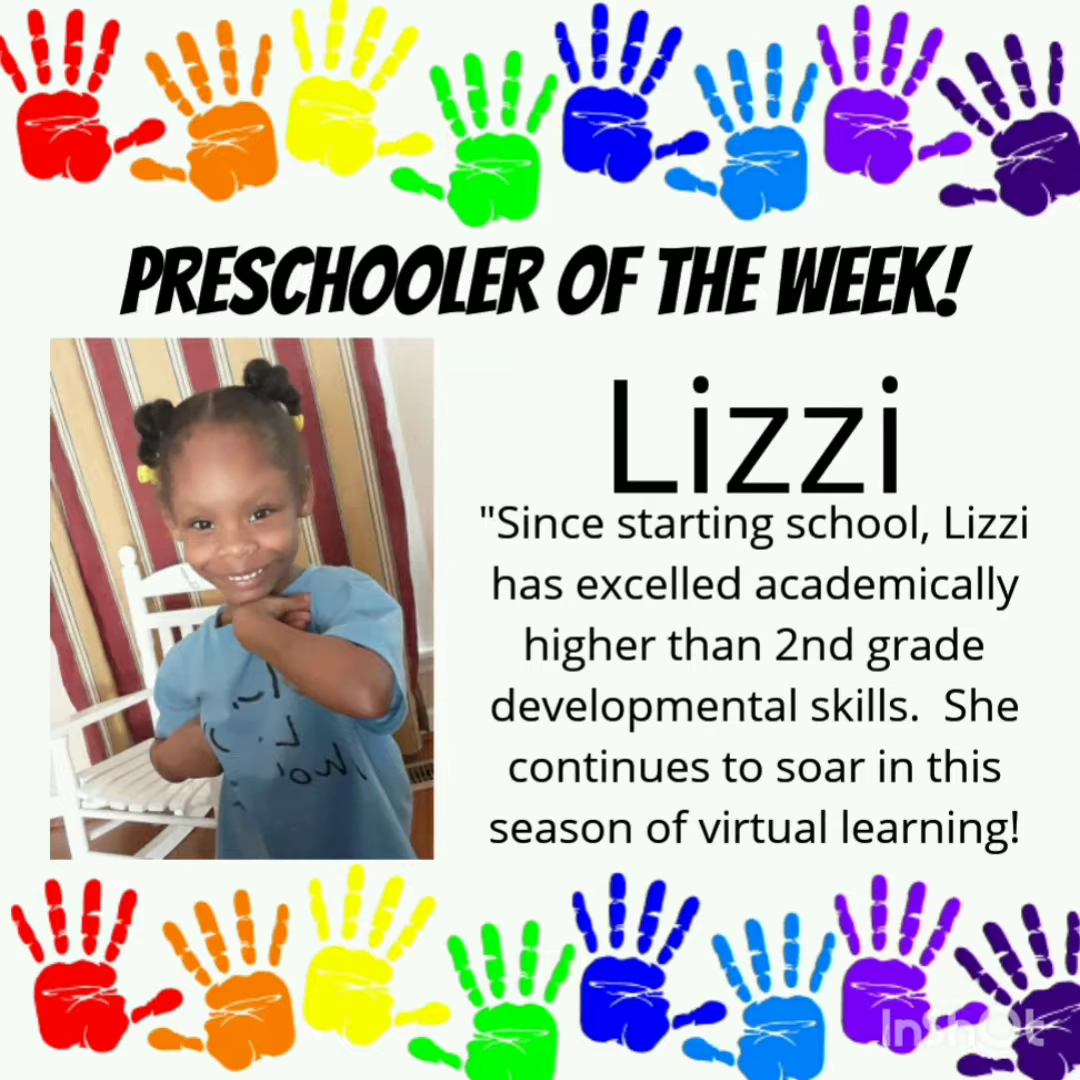 PRESCHOOLER OF THE WEEK!
Lizzi
"Since starting school, Lizzi
has excelled academically
higher than 2nd grade
developmental skills.  She
continues to soar in this
season of virtual learning!
InShOt